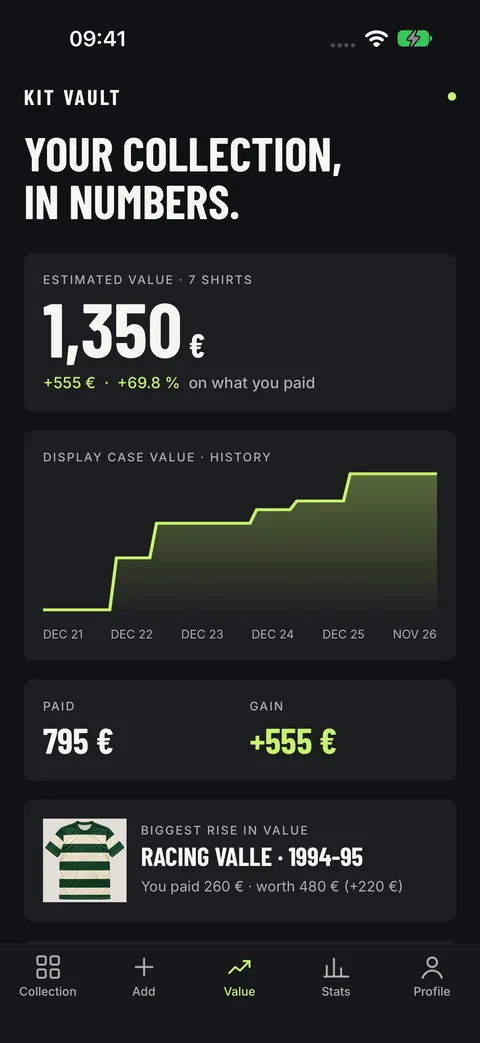 09:41
KIT VAULT
YOUR COLLECTION,
IN NUMBERS.
ESTIMATED VALUE · 7 SHIRTS
1,350 €
+555 € · +69.8 % on what you paid
DISPLAY CASE VALUE · HISTORY
DEC 21 DEC 22 DEC 23 DEC 24 DEC 25 NOV 26
PAID GAIN
795 € +555 €
BIGGEST RISE IN VALUE
RACING VALLE · 1994-95
You paid 260 € · worth 480 € (+220 €)
Collection Add Value Stats Profile